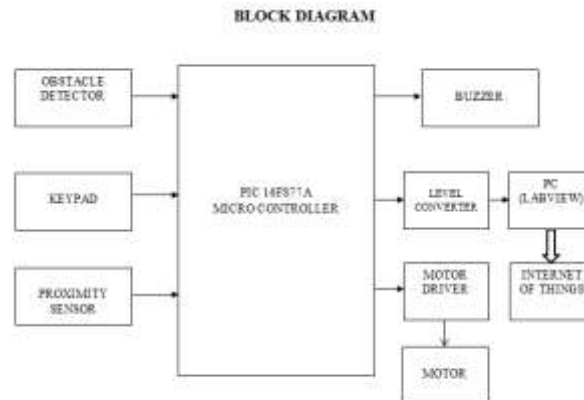 BLOCK DIAGRAM
OBSTACLE
DETECTOR
KEYPAD
PROXIMITY
SENSOR
PIC 16F877A
MICRO CONTROLLER
BUZZER
LEVEL
CONVERTER
PC
(LABVIEW)
MOTOR
DRIVER
INTERNET
OF THINGS
MOTOR